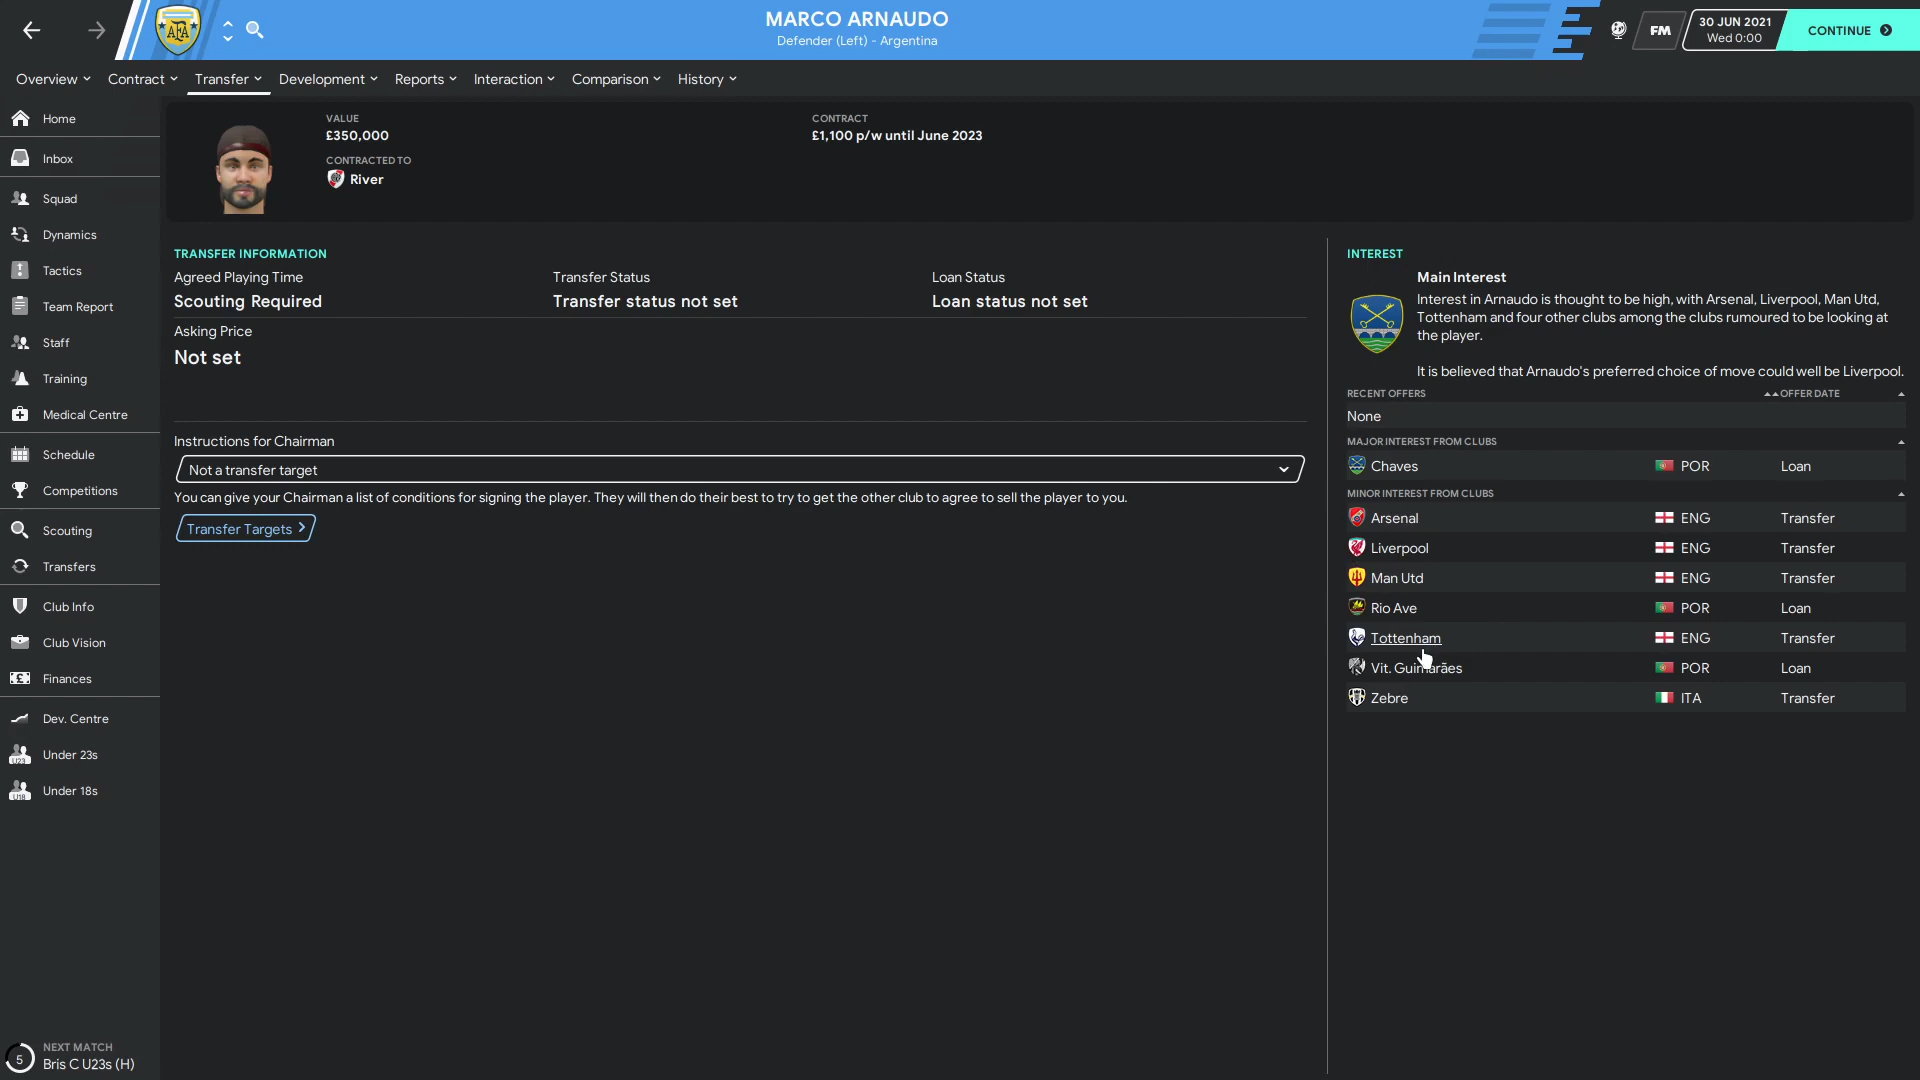 MARCO ARNAUDO
Defender (Left) - Argentina
FM
30 JUN 2021
Wed 0:00
CONTINUE
Overview
Contract
Transfer
Development
Reports
Interaction
Comparison
History
Home
Inbox
Squad
Dynamics
Tactics
Team Report
Staff
Training
Medical Centre
Schedule
Competitions
Scouting
Transfers
Club Info
Club Vision
Finances
Dev. Centre
Under 23s
Under 18s
5
NEXT MATCH
Bris C U23s (H)
VALUE
£350,000
CONTRACTED TO
River
CONTRACT
£1,100 p/w until June 2023
TRANSFER INFORMATION
Agreed Playing Time
Scouting Required
Transfer Status
Transfer status not set
Loan Status
Loan status not set
Asking Price
Not set
Instructions for Chairman
Not a transfer target
You can give your Chairman a list of conditions for signing the player. They will then do their best to try to get the other club to agree to sell the player to you.
Transfer Targets
INTEREST
Main Interest
Interest in Arnaudo is thought to be high, with Arsenal, Liverpool, Man Utd,
Tottenham and four other clubs among the clubs rumoured to be looking at
the player.
It is believed that Arnaudo's preferred choice of move could well be Liverpool.
RECENT OFFERS OFFER DATE
None
MAJOR INTEREST FROM CLUBS
Chaves POR Loan
MINOR INTEREST FROM CLUBS
Arsenal ENG Transfer
Liverpool ENG Transfer
Man Utd ENG Transfer
Rio Ave POR Loan
Tottenham ENG Transfer
Vit. Guimarães POR Loan
Zebre ITA Transfer